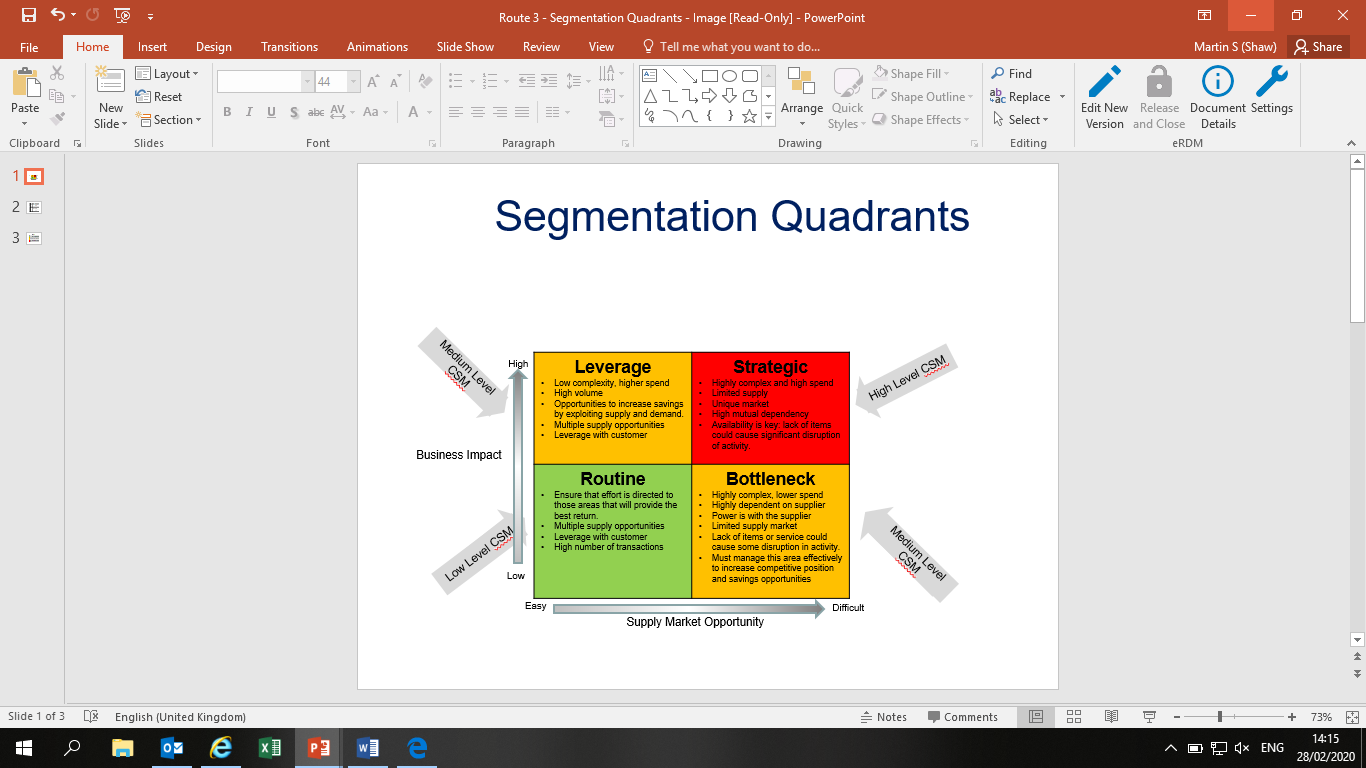 Route 3 - Segmentation Quadrants - Image [Read-Only] - PowerPoint
File
Home
Insert
Design
Transitions
Animations
Slide Show
Review
View
Tell me what you want to do...
Martin S (Shaw)
Share
Paste
New
Slide
Layout
Reset
Section
44
B I U S abc AV Aa A
Arrange
Quick
Styles
Shape Fill
Shape Outline
Shape Effects
Find
Replace
Select
Edit New
Version
Release
and Close
Document
Details
Settings
Clipboard
Slides
Font
Paragraph
Drawing
Editing
eRDM
1
2
3
Segmentation Quadrants
Medium Level
CSM
High
Business Impact
Low Level CSM
Low
Leverage
• Low complexity, higher spend
• High volume
• Opportunities to increase savings
by exploiting supply and demand.
• Multiple supply opportunities
• Leverage with customer
Strategic
• Highly complex and high spend
• Limited supply
• Unique market
• High mutual dependency
• Availability is key: lack of items
could cause significant disruption
of activity.
High Level CSM
Routine
• Ensure that effort is directed to
those areas that will provide the
best return.
• Multiple supply opportunities
• Leverage with customer
• High number of transactions
Bottleneck
• Highly complex, lower spend
• Highly dependent on supplier
• Power is with the supplier
• Limited supply market
• Lack of items or service could
cause some disruption in activity.
• Must manage this area effectively
to increase competitive position
and savings opportunities
Medium Level
CSM
Easy
Difficult
Supply Market Opportunity
Slide 1 of 3
English (United Kingdom)
Notes
Comments
73%
ENG
14:15
28/02/2020